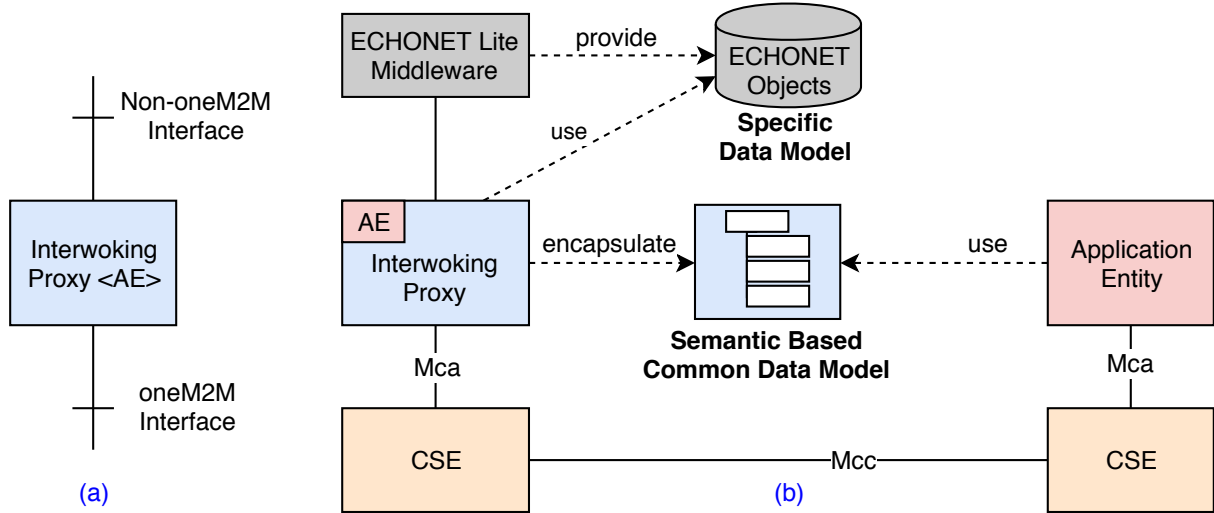 Non-oneM2M
Interface
Interwoking
Proxy <AE>
oneM2M
Interface
(a)
ECHONET Lite
Middleware
provide
ECHONET
Objects
Specific
Data Model
use
AE
Interwoking
Proxy
encapsulate
Semantic Based
Common Data Model
use
Application
Entity
Mca
Mca
CSE
Mcc
CSE
(b)